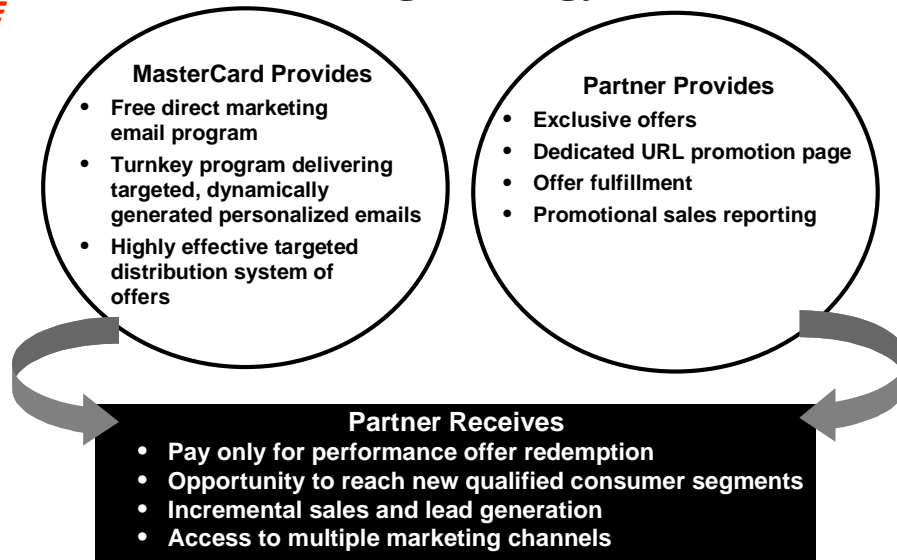 MasterCard Provides
• Free direct marketing
email program
• Turnkey program delivering
targeted, dynamically
generated personalized emails
• Highly effective targeted
distribution system of
offers
Partner Provides
• Exclusive offers
• Dedicated URL promotion page
• Offer fulfillment
• Promotional sales reporting
Partner Receives
• Pay only for performance offer redemption
• Opportunity to reach new qualified consumer segments
• Incremental sales and lead generation
• Access to multiple marketing channels